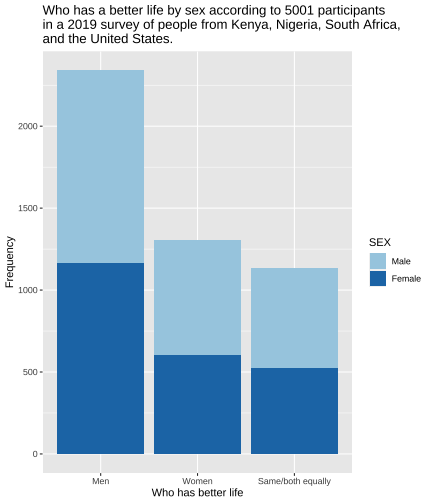 Who has a better life by sex according to 5001 participants
in a 2019 survey of people from Kenya, Nigeria, South Africa,
and the United States.
2000
1500
1000
500
0
Frequency
Men
Women
Same/both equally
Who has better life
SEX
Male
Female